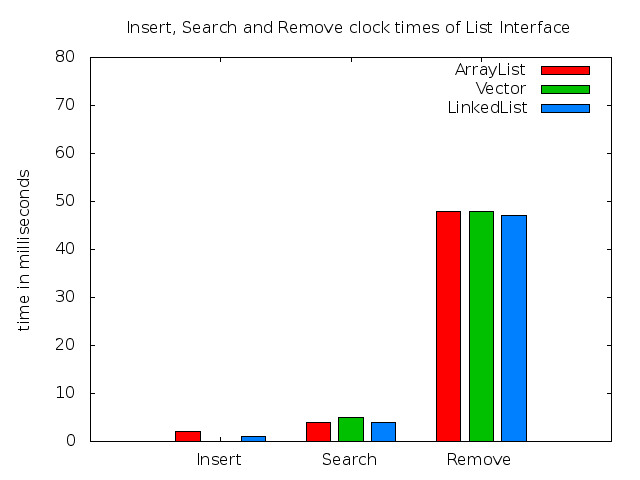 Insert, Search and Remove clock times of List Interface
80
70
60
50
40
30
20
10
0
time in milliseconds
ArrayList
Vector
LinkedList
Insert Search Remove